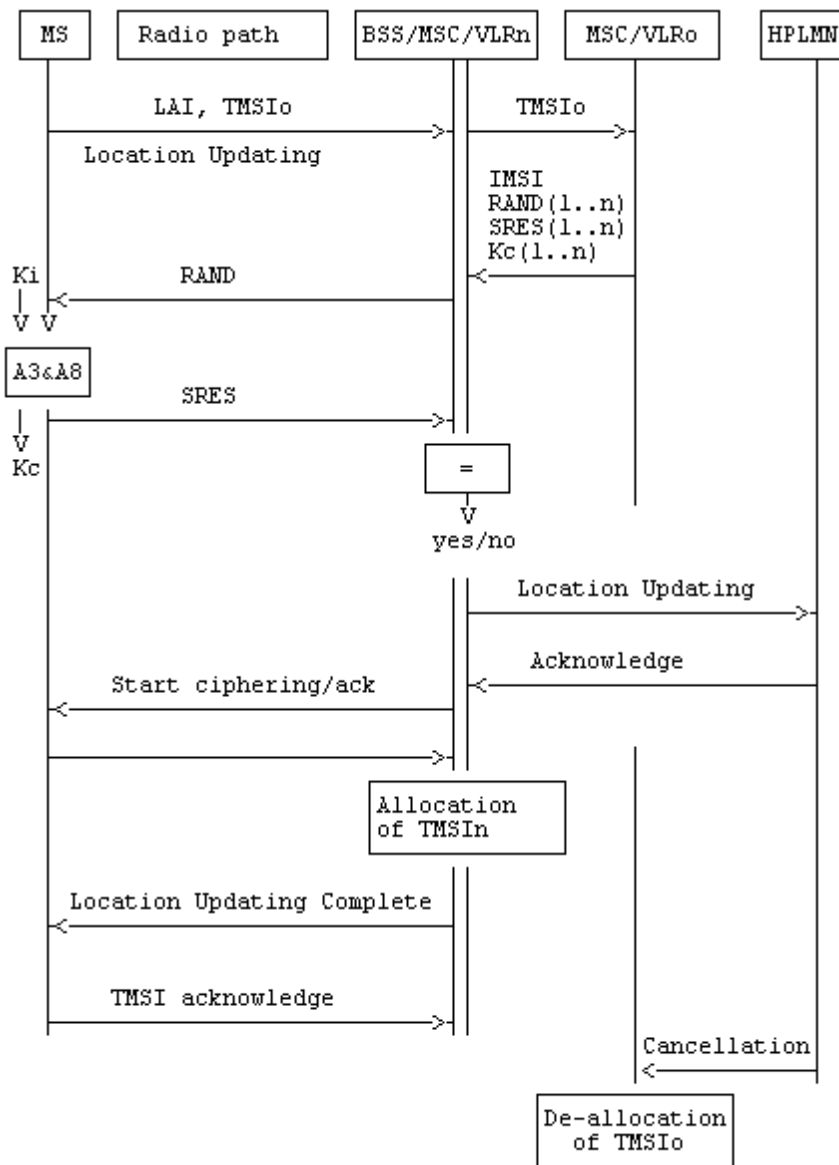 MS
Radio path
BSS/MSC/VLRn
MSC/VLRo
HPLMN
LAI, TMSIo
TMSIo
Location Updating
IMSI
RAND(1..n)
SRES(1..n)
Kc(1..n)
Ki
RAND
V V
A3&A8
SRES
V
Kc
=
V
yes/no
Location Updating
Acknowledge
Start ciphering/ack
Allocation
of TMSIn
Location Updating Complete
TMSI acknowledge
Cancellation
De-allocation
of TMSIo